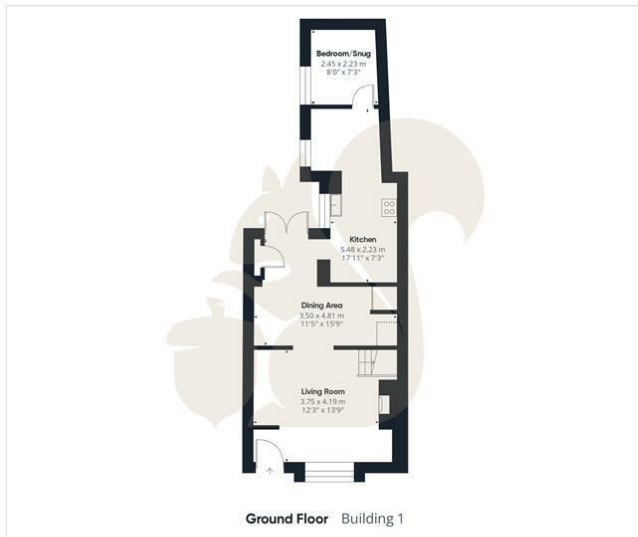 Bedroom/Snug
2.45 x 2.23 m
8'0" x 7'3"
Kitchen
5.48 x 2.23 m
17'11" x 7'3"
Dining Area
3.50 x 4.81 m
11'5" x 15'9"
Living Room
3.75 x 4.19 m
12'3" x 13'9"
Ground Floor Building 1